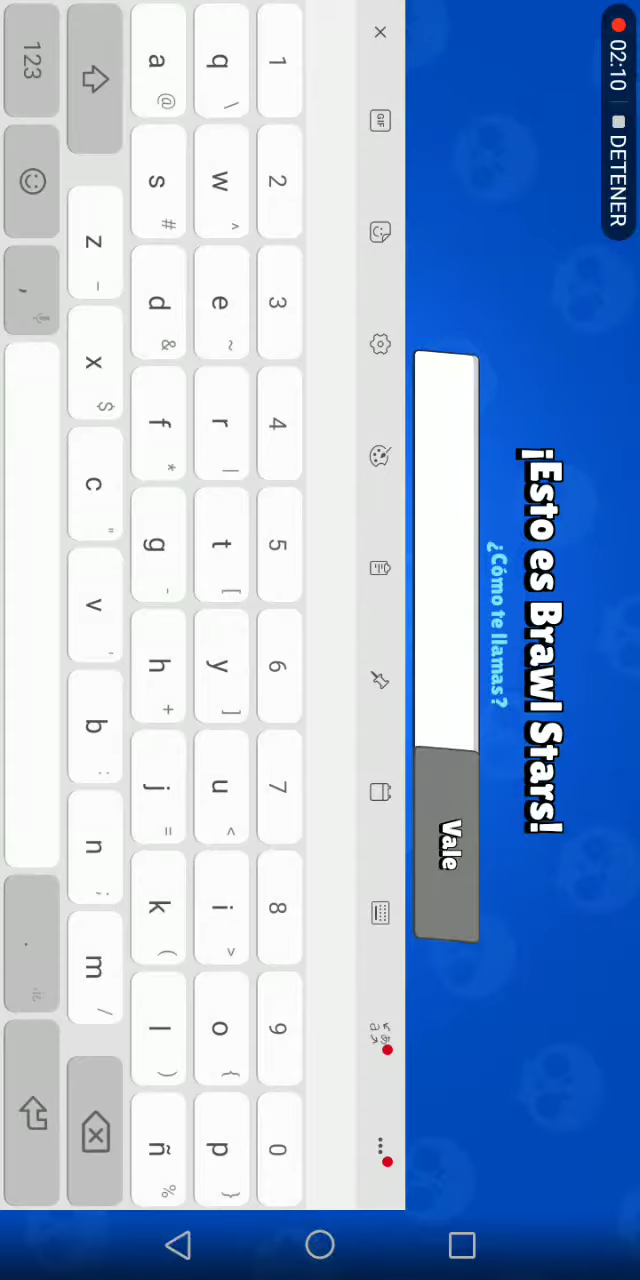 02:10 DETENER
¡Esto es Brawl Stars!
¿Cómo te llamas?
Vale
GIF
1 2 3 4 5 6 7 8 9 0
q \ w ^ e ~ r | t [ y ] u < i > o { p }
a @ s # d & f * g - h + j = k ( l ) ñ %
z _ x $ c " v ' b : n ; m /
123 , .